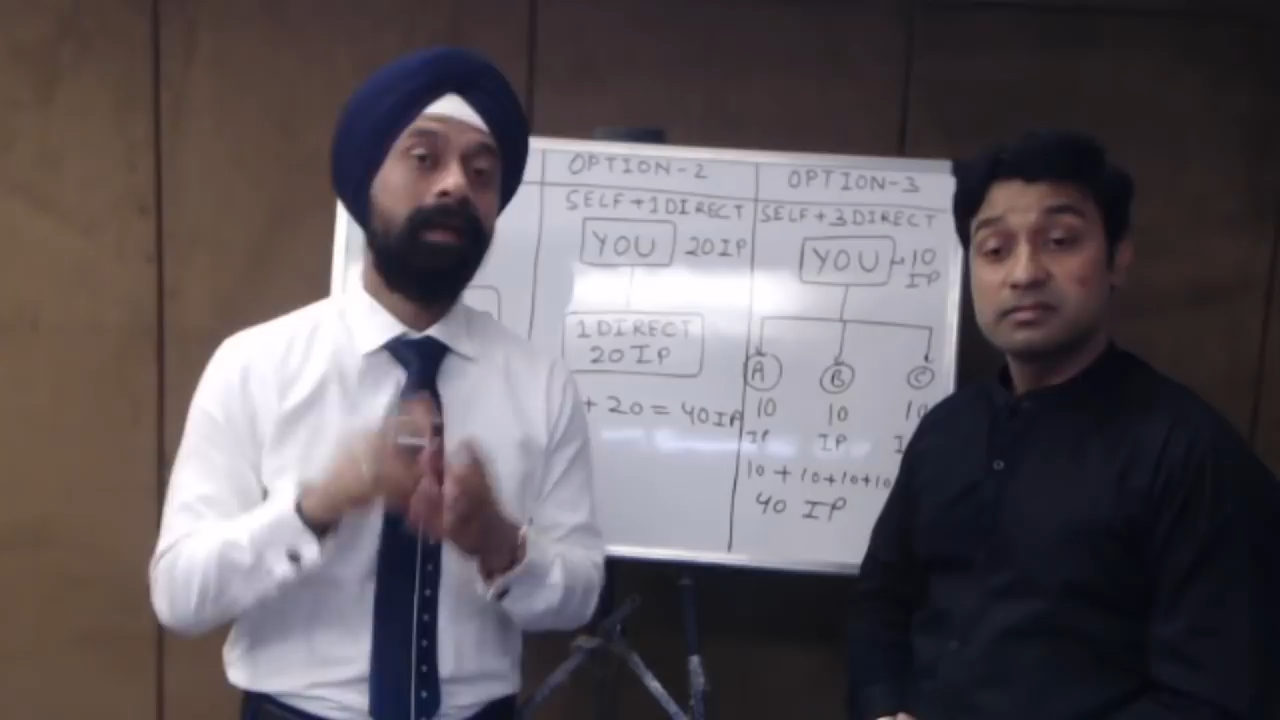 OPTION-2
SELF+1DIRECT
YOU 20IP
1DIRECT
20IP
+ 20 = 40IP
OPTION-3
SELF+3DIRECT
YOU 10
IP
A B C
10 10 10
IP IP
10+10+10+10
40 IP